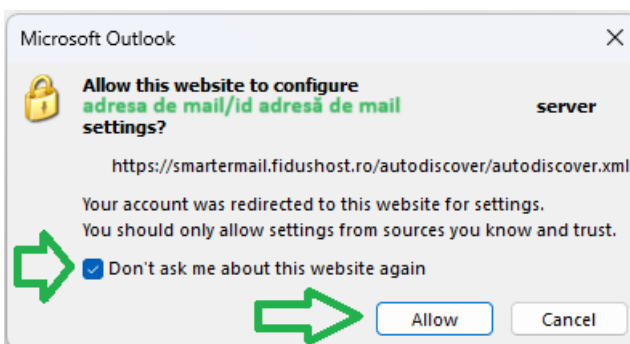 Microsoft Outlook
Allow this website to configure
adresa de mail/id adresă de mail server
settings?
https://smartermail.fidushost.ro/autodiscover/autodiscover.xml
Your account was redirected to this website for settings.
You should only allow settings from sources you know and trust.
Don't ask me about this website again
Allow Cancel